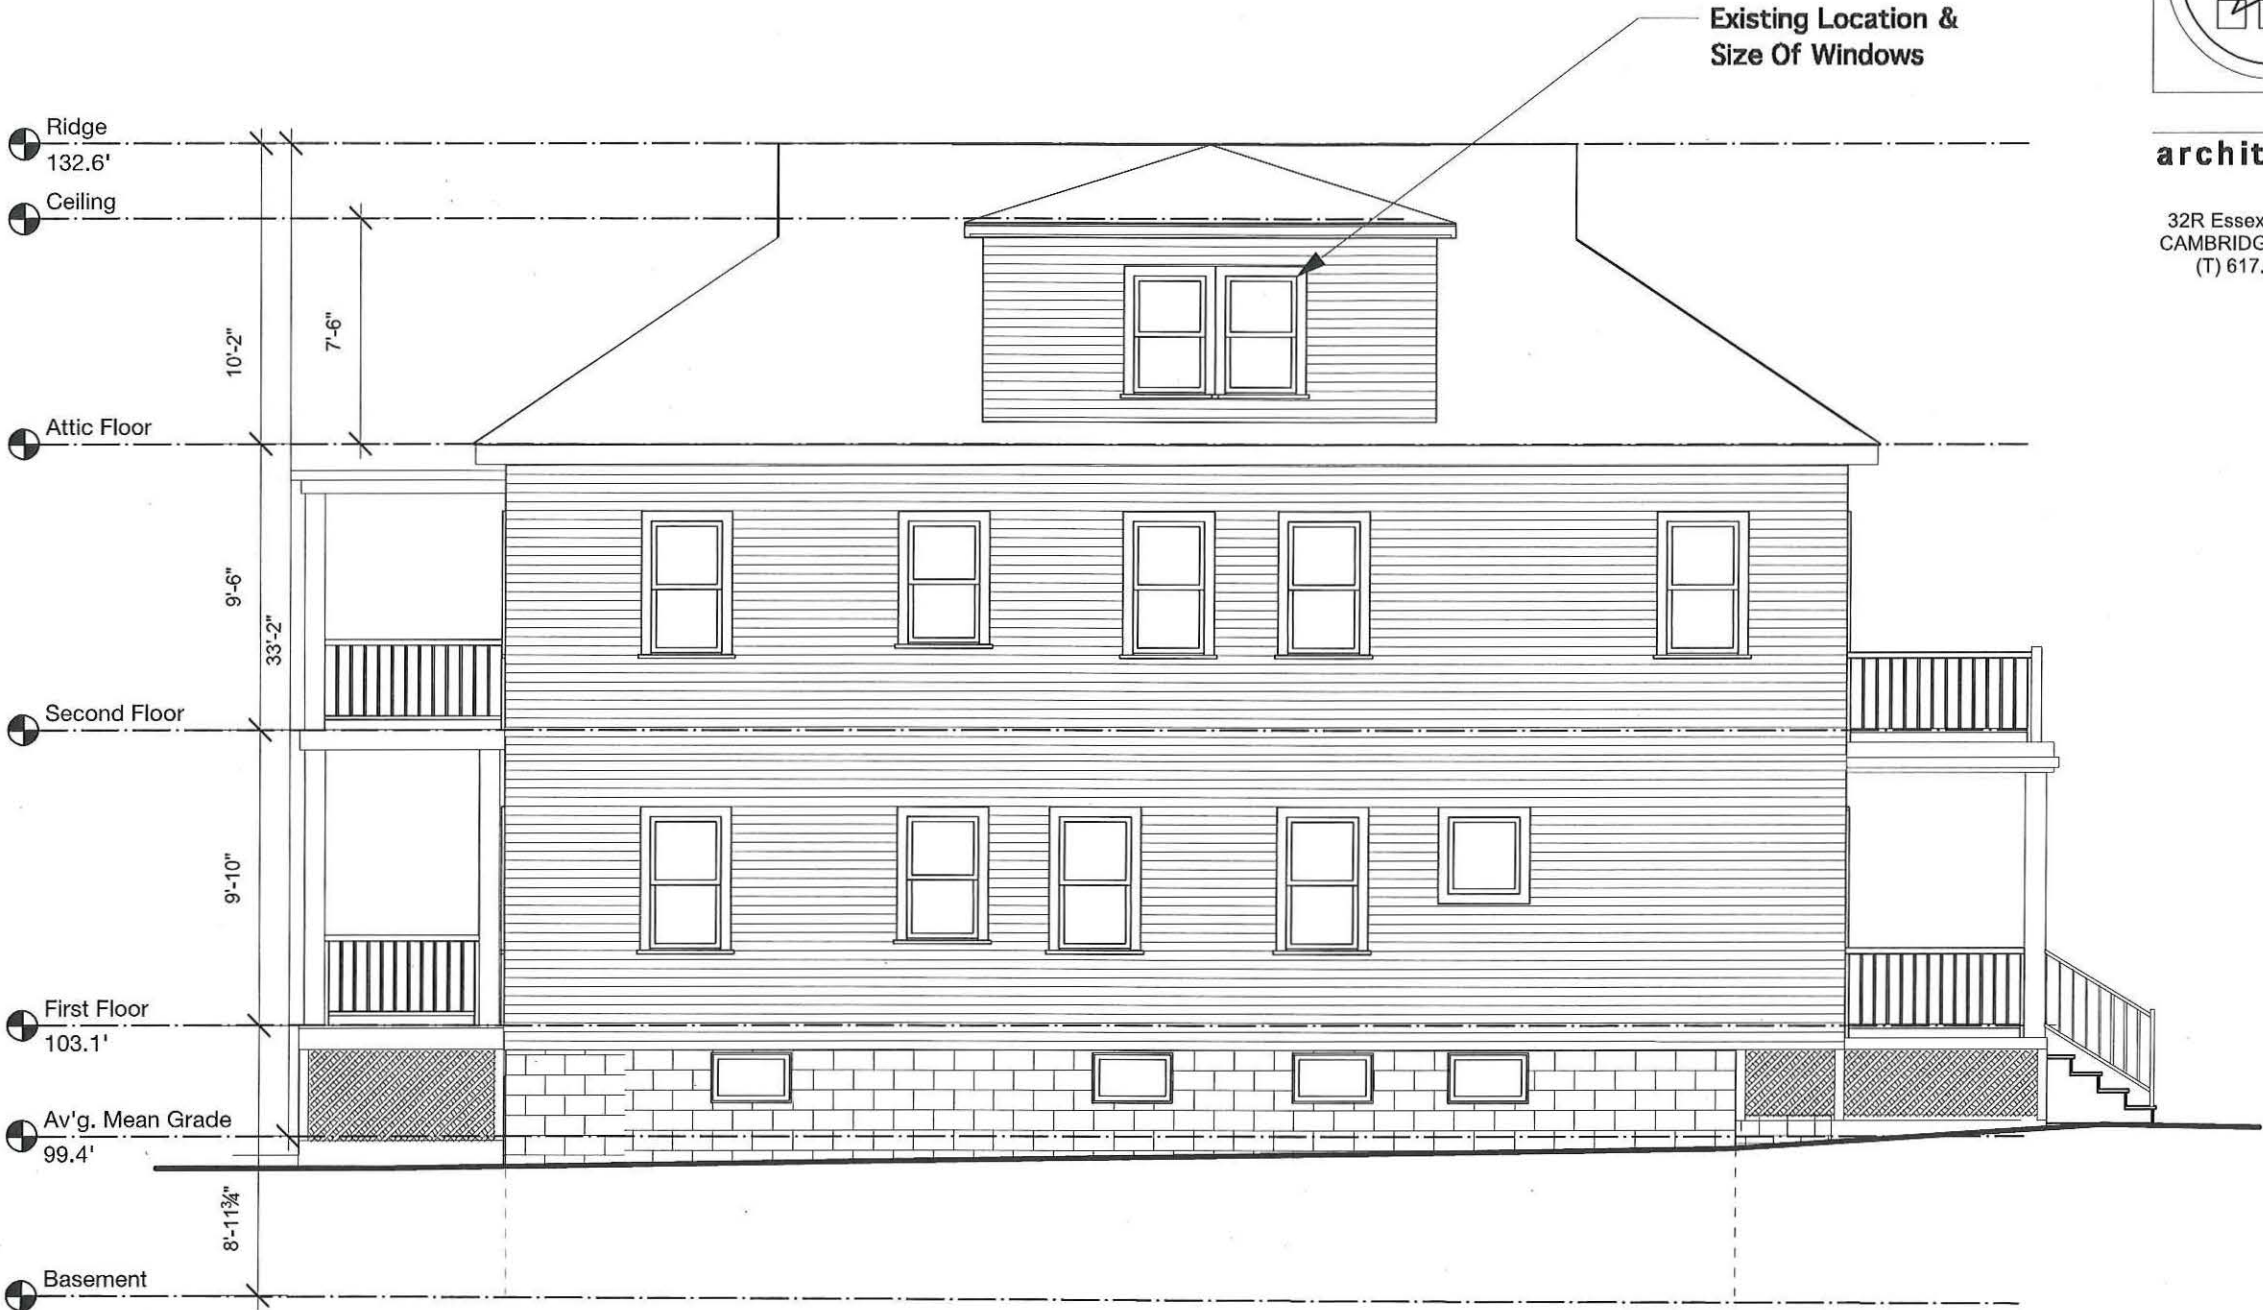 Existing Location &
Size Of Windows
archit
32R Essex
CAMBRIDG
(T) 617.
Ridge
132.6'
Ceiling
10'-2"
7'-6"
Attic Floor
9'-6"
33'-2"
Second Floor
9'-10"
First Floor
103.1'
Av'g. Mean Grade
99.4'
8'-11¾"
Basement